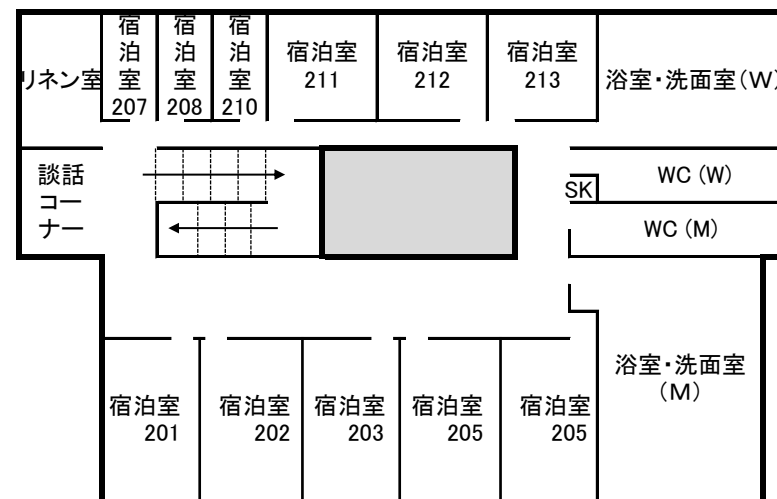 リネン室
宿
泊
室
207
宿
泊
室
208
宿
泊
室
210
宿泊室
211
宿泊室
212
宿泊室
213
浴室・洗面室(W)
談話
コー
ナー
SK
WC (W)
WC (M)
宿泊室
201
宿泊室
202
宿泊室
203
宿泊室
205
宿泊室
205
浴室・洗面室
(M)